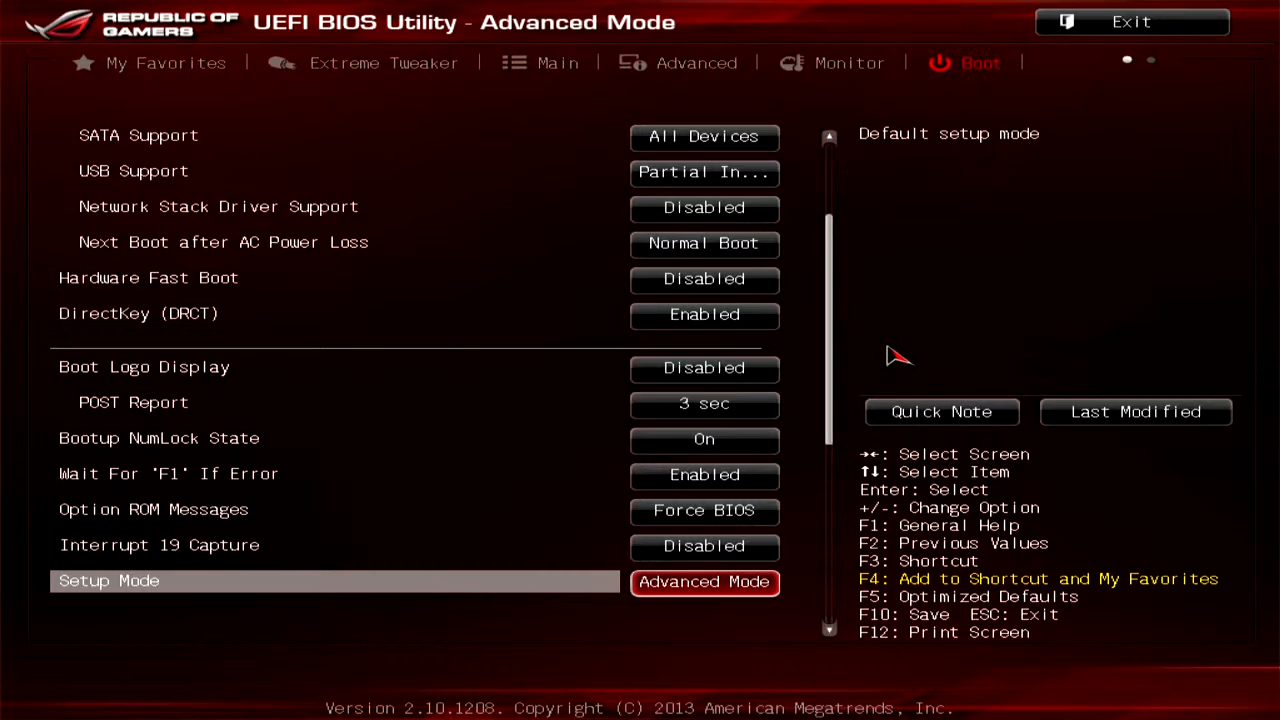 REPUBLIC OF
GAMERS
UEFI BIOS Utility - Advanced Mode
Exit
My Favorites
Extreme Tweaker
Main
Advanced
Monitor
Boot
SATA Support
All Devices
USB Support
Partial In...
Network Stack Driver Support
Disabled
Next Boot after AC Power Loss
Normal Boot
Hardware Fast Boot
Disabled
DirectKey (DRCT)
Enabled
Boot Logo Display
Disabled
POST Report
3 sec
Bootup NumLock State
On
Wait For 'F1' If Error
Enabled
Option ROM Messages
Force BIOS
Interrupt 19 Capture
Disabled
Setup Mode
Advanced Mode
Default setup mode
Quick Note
Last Modified
→←: Select Screen
↑↓: Select Item
Enter: Select
+/-: Change Option
F1: General Help
F2: Previous Values
F3: Shortcut
F4: Add to Shortcut and My Favorites
F5: Optimized Defaults
F10: Save ESC: Exit
F12: Print Screen
Version 2.10.1208. Copyright (C) 2013 American Megatrends, Inc.